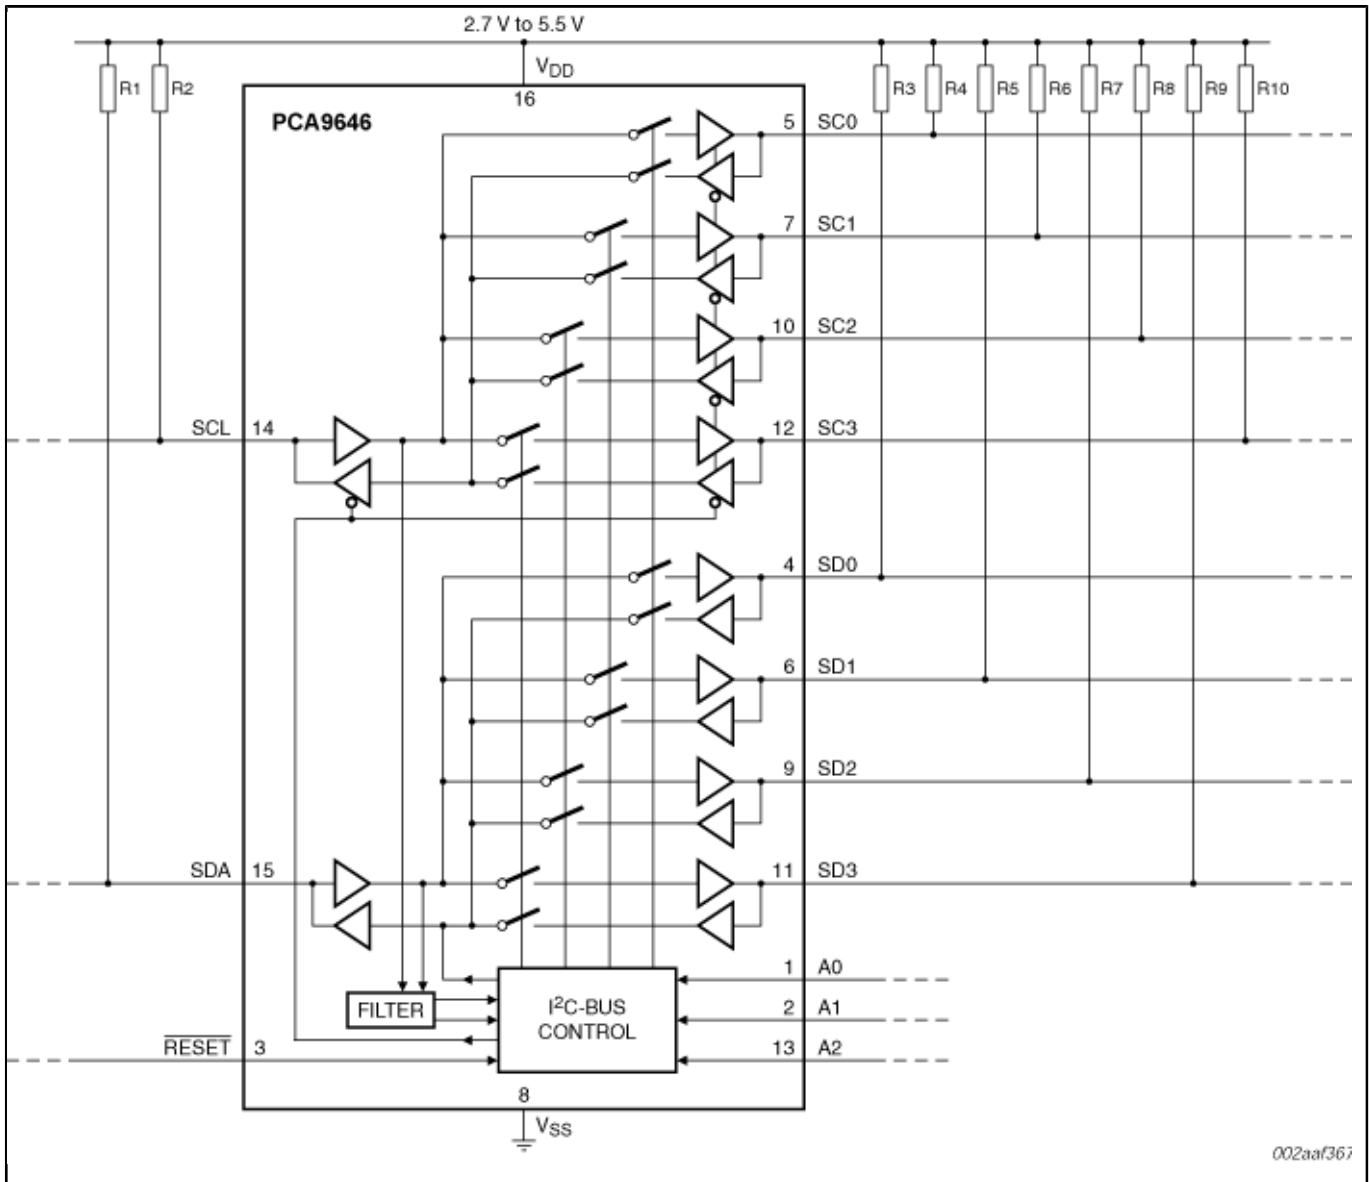 2.7 V to 5.5 V
VDD
16
R1
R2
R3
R4
R5
R6
R7
R8
R9
R10
PCA9646
5 SC0
7 SC1
10 SC2
SCL 14
12 SC3
4 SD0
6 SD1
9 SD2
SDA 15
11 SD3
1 A0
FILTER
I²C-BUS
CONTROL
2 A1
RESET 3
13 A2
8
VSS
002aaf367